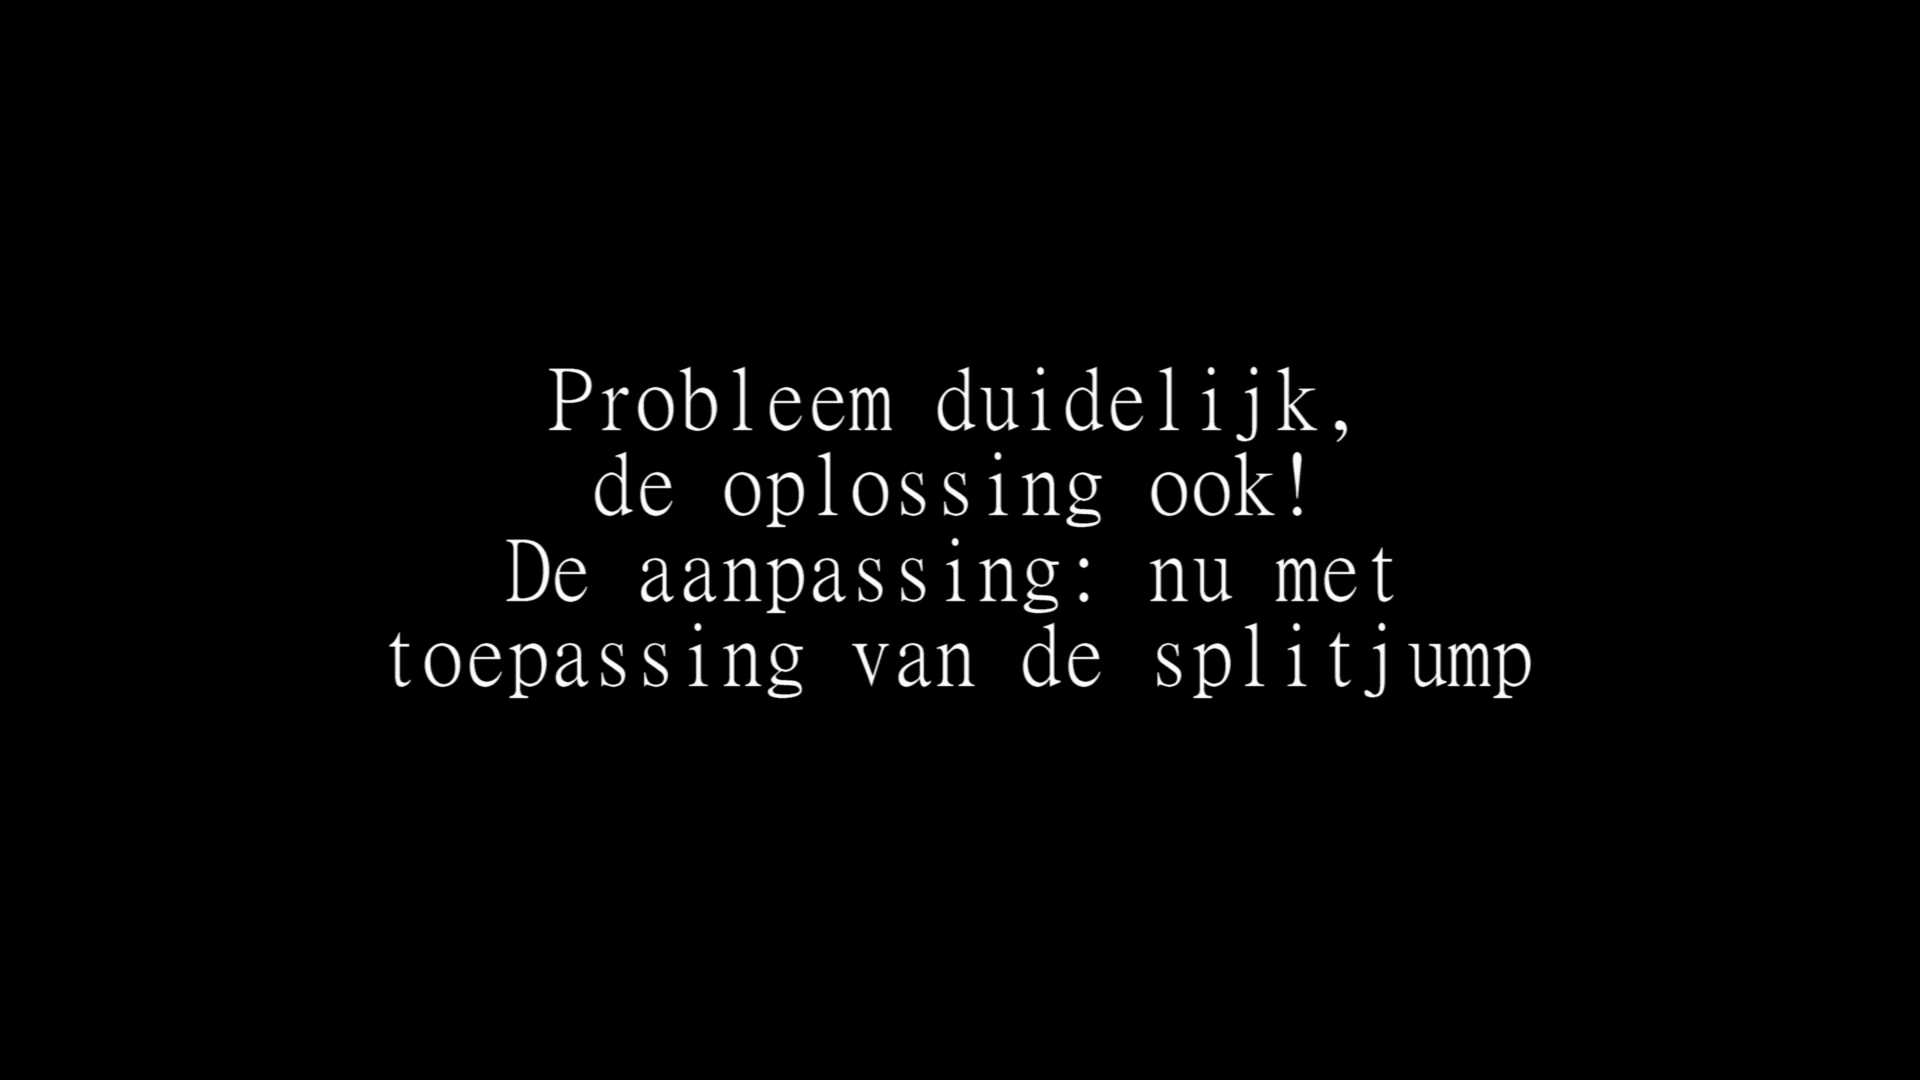 Probleem duidelijk,
de oplossing ook!
De aanpassing: nu met
toepassing van de splitjump